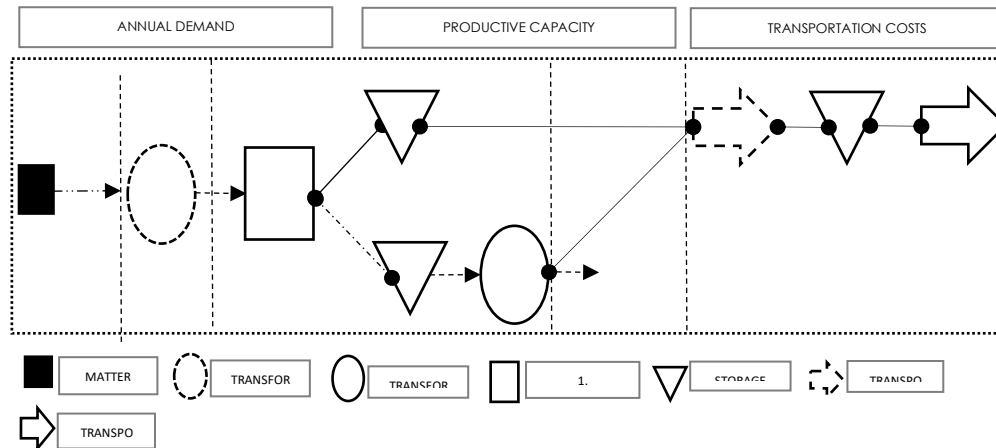 ANNUAL DEMAND
PRODUCTIVE CAPACITY
TRANSPORTATION COSTS
MATTER
TRANSFOR
TRANSFOR
1.
STORAGE
TRANSPO
TRANSPO